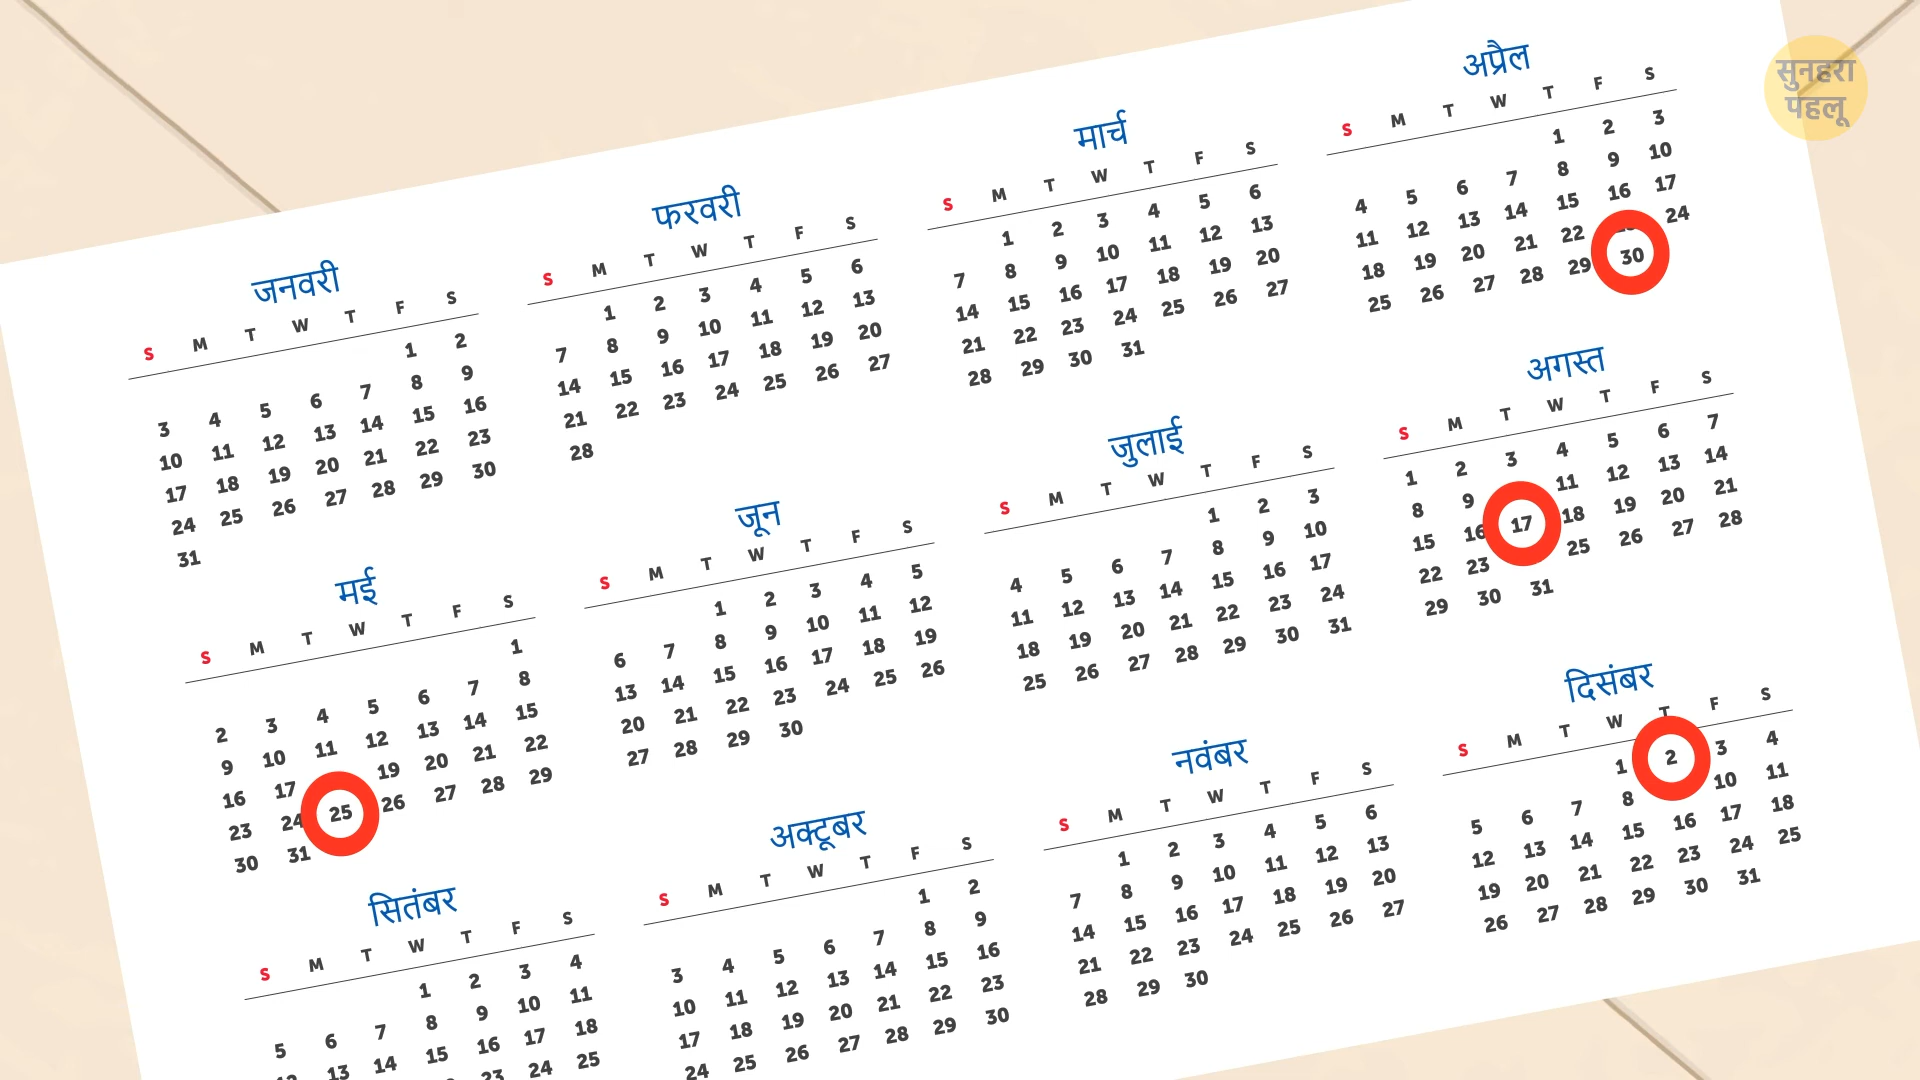 सुनहरा
पहलू
जनवरी
S M T W T F S
1 2
3 4 5 6 7 8 9
10 11 12 13 14 15 16
17 18 19 20 21 22 23
24 25 26 27 28 29 30
31
फरवरी
S M T W T F S
1 2 3 4 5 6
7 8 9 10 11 12 13
14 15 16 17 18 19 20
21 22 23 24 25 26 27
28
मार्च
S M T W T F S
1 2 3 4 5 6
7 8 9 10 11 12 13
14 15 16 17 18 19 20
21 22 23 24 25 26 27
28 29 30 31
अप्रैल
S M T W T F S
1 2 3
4 5 6 7 8 9 10
11 12 13 14 15 16 17
18 19 20 21 22 24
25 26 27 28 29 30
मई
S M T W T F S
1
2 3 4 5 6 7 8
9 10 11 12 13 14 15
16 17 19 20 21 22
23 24 25 26 27 28 29
30 31
जून
S M T W T F S
1 2 3 4 5
6 7 8 9 10 11 12
13 14 15 16 17 18 19
20 21 22 23 24 25 26
27 28 29 30
जुलाई
S M T W T F S
1 2 3
4 5 6 7 8 9 10
11 12 13 14 15 16 17
18 19 20 21 22 23 24
25 26 27 28 29 30 31
अगस्त
S M T W T F S
1 2 3 4 5 6 7
8 9 11 12 13 14
15 16 17 18 19 20 21
22 23 25 26 27 28
29 30 31
सितंबर
S M T W T F S
1 2 3 4
5 6 7 8 9 10 11
13 14 15 16 17 18
23 24 25
अक्टूबर
S M T W T F S
1 2
3 4 5 6 7 8 9
10 11 12 13 14 15 16
17 18 19 20 21 22 23
24 25 26 27 28 29 30
नवंबर
S M T W T F S
1 2 3 4 5 6
7 8 9 10 11 12 13
14 15 16 17 18 19 20
21 22 23 24 25 26 27
28 29 30
दिसंबर
S M T W T F S
1 2 3 4
5 6 7 8 10 11
12 13 14 15 16 17 18
19 20 21 22 23 24 25
26 27 28 29 30 31